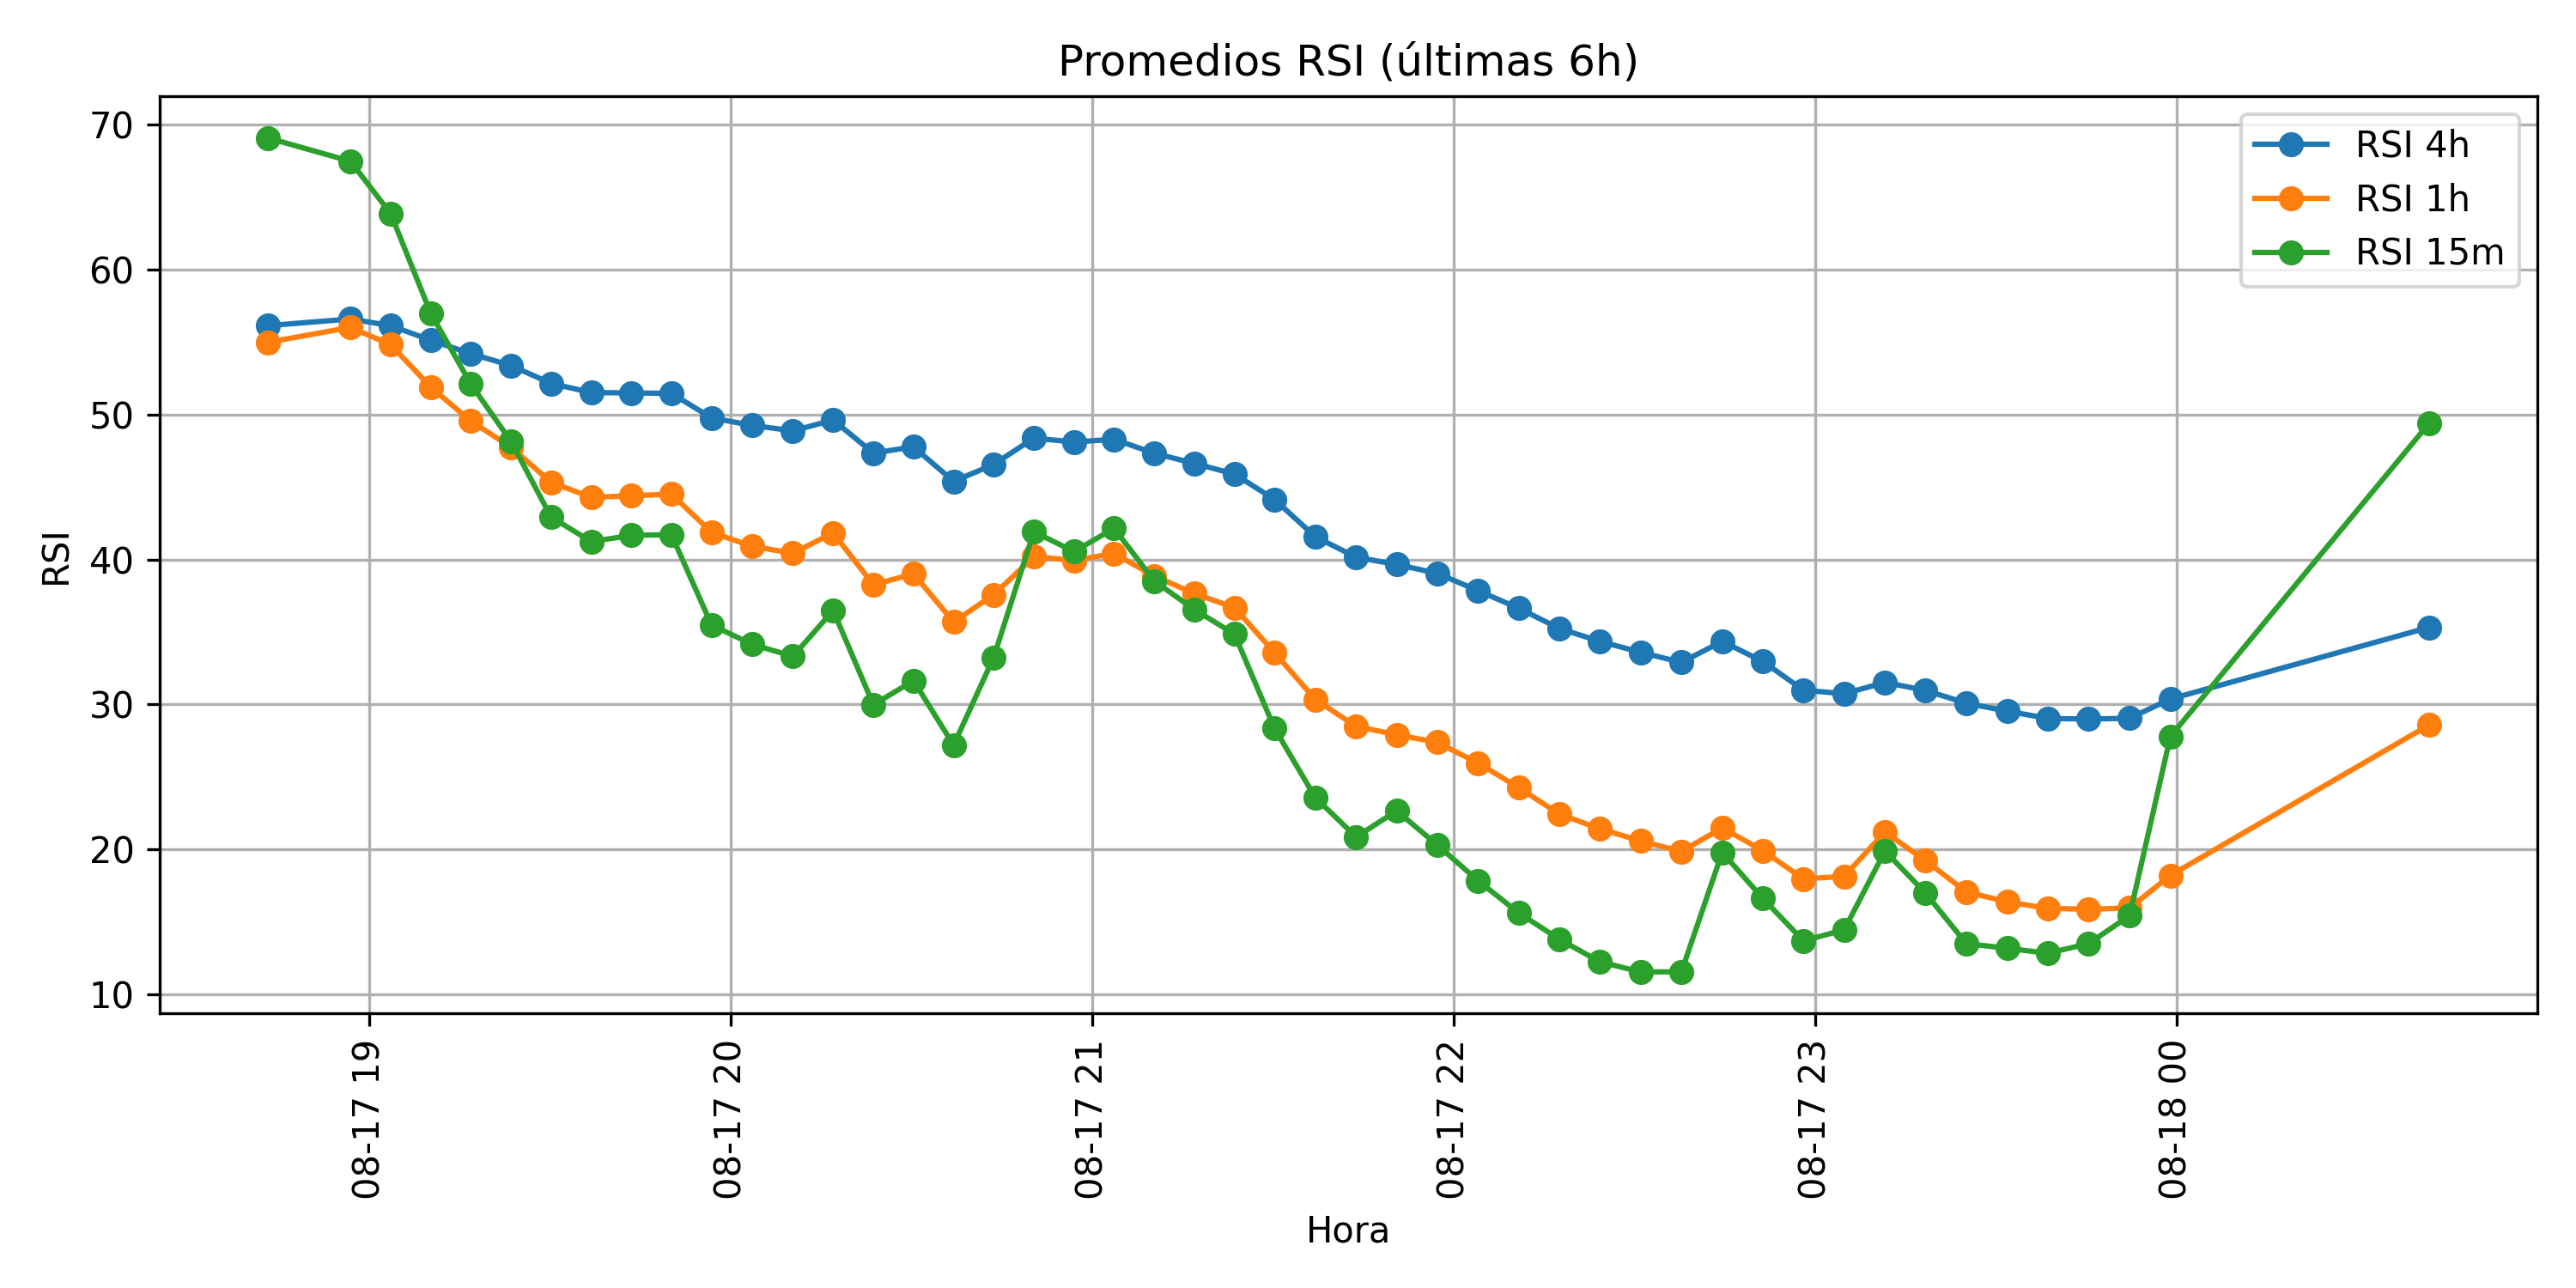 Promedios RSI (últimas 6h)
RSI 4h
RSI 1h
RSI 15m
RSI
70
60
50
40
30
20
10
08-17 19
08-17 20
08-17 21
08-17 22
08-17 23
08-18 00
Hora